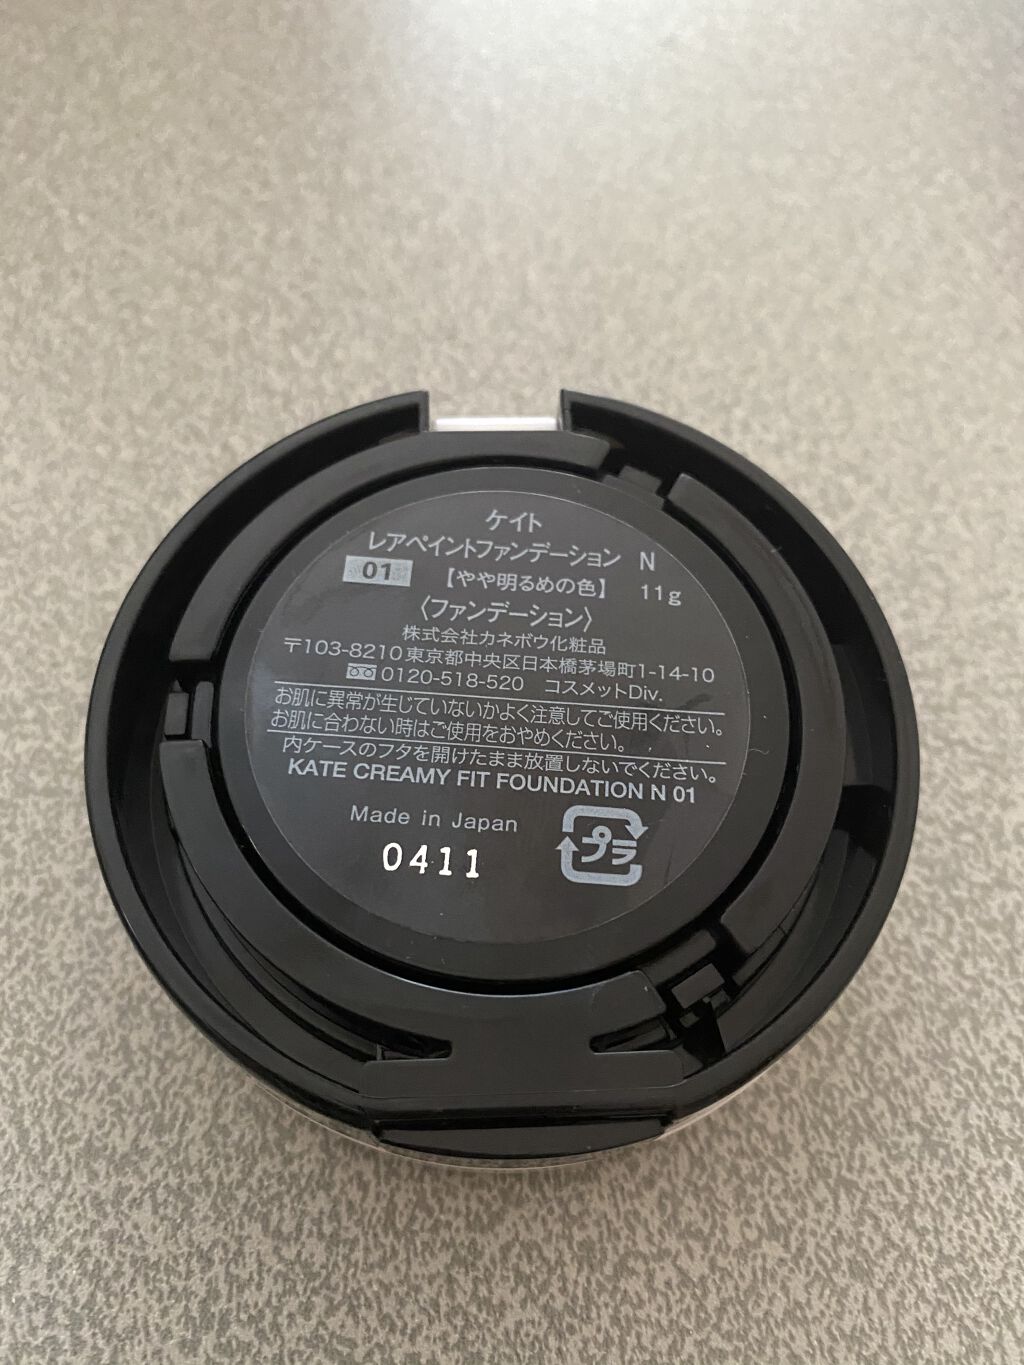 ケイト
レアペイントファンデーション N
01 【やや明るめの色】 11g
〈ファンデーション〉
株式会社カネボウ化粧品
〒103-8210東京都中央区日本橋茅場町1-14-10
0120-518-520 コスメットDiv.
お肌に異常が生じていないかよく注意してご使用ください。
お肌に合わない時はご使用をおやめください。
内ケースのフタを開けたまま放置しないでください。
KATE CREAMY FIT FOUNDATION N 01
Made in Japan
プラ
0411